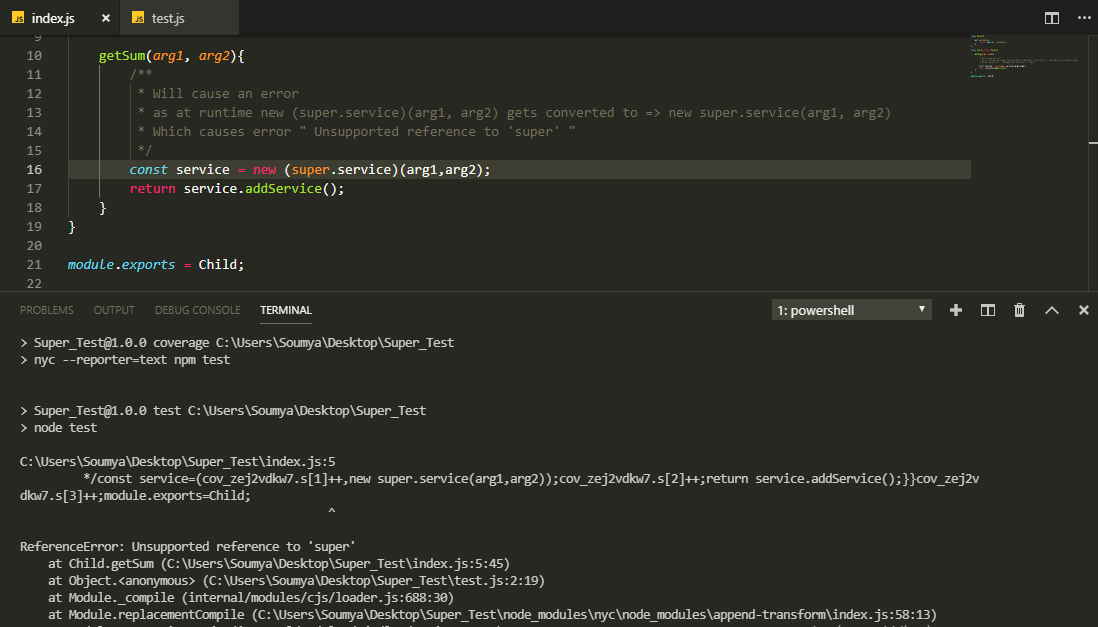 JS index.js × JS test.js
9
10 getSum(arg1, arg2){
11 /**
12 * Will cause an error
13 * as at runtime new (super.service)(arg1, arg2) gets converted to => new super.service(arg1, arg2)
14 * Which causes error " Unsupported reference to 'super' "
15 */
16 const service = new (super.service)(arg1,arg2);
17 return service.addService();
18 }
19 }
20
21 module.exports = Child;
22
PROBLEMS OUTPUT DEBUG CONSOLE TERMINAL 1: powershell
> Super_Test@1.0.0 coverage C:\Users\Soumya\Desktop\Super_Test
> nyc --reporter=text npm test
> Super_Test@1.0.0 test C:\Users\Soumya\Desktop\Super_Test
> node test
C:\Users\Soumya\Desktop\Super_Test\index.js:5
*/const service=(cov_zej2vdkw7.s[1]++,new super.service(arg1,arg2));cov_zej2vdkw7.s[2]++;return service.addService();}}cov_zej2v
dkw7.s[3]++;module.exports=Child;
^
ReferenceError: Unsupported reference to 'super'
at Child.getSum (C:\Users\Soumya\Desktop\Super_Test\index.js:5:45)
at Object.<anonymous> (C:\Users\Soumya\Desktop\Super_Test\test.js:2:19)
at Module._compile (internal/modules/cjs/loader.js:688:30)
at Module.replacementCompile (C:\Users\Soumya\Desktop\Super_Test\node_modules\nyc\node_modules\append-transform\index.js:58:13)